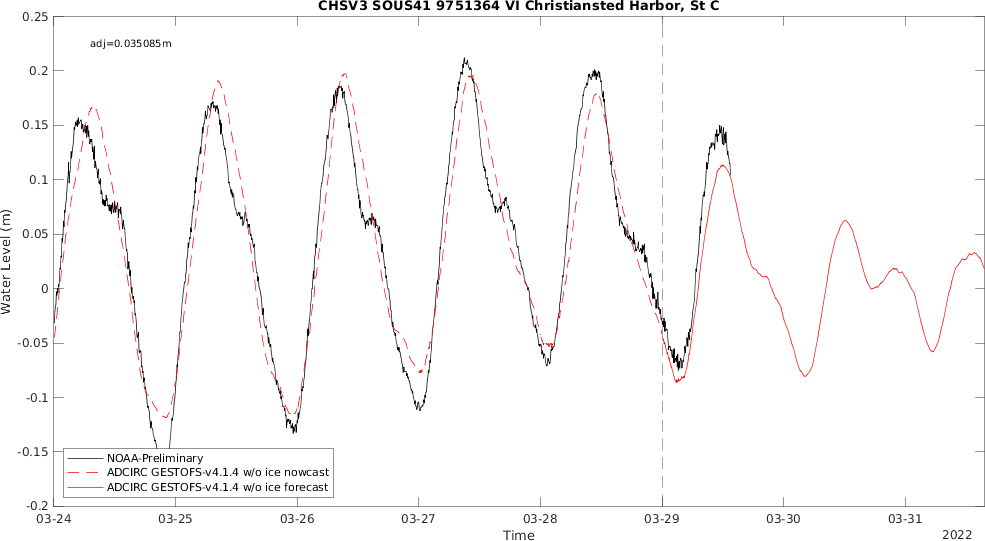 CHSV3 SOUS41 9751364 VI Christiansted Harbor, St C
adj=0.035085m
0.25
0.2
0.15
0.1
0.05
0
-0.05
-0.1
-0.15
-0.2
Water Level (m)
NOAA-Preliminary
ADCIRC GESTOFS-v4.1.4 w/o ice nowcast
ADCIRC GESTOFS-v4.1.4 w/o ice forecast
03-24 03-25 03-26 03-27 03-28 03-29 03-30 03-31
Time
2022